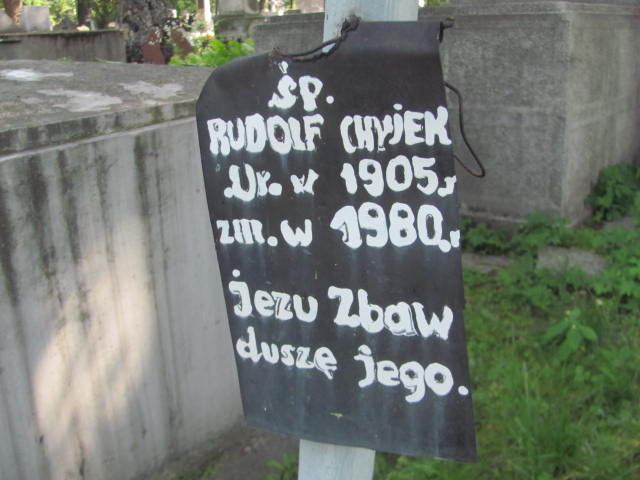 ŚP.
RUDOLF CHYJEK
Ur. w 1905.r
zm. w 1980.r
jezu Zbaw
duszę jego.